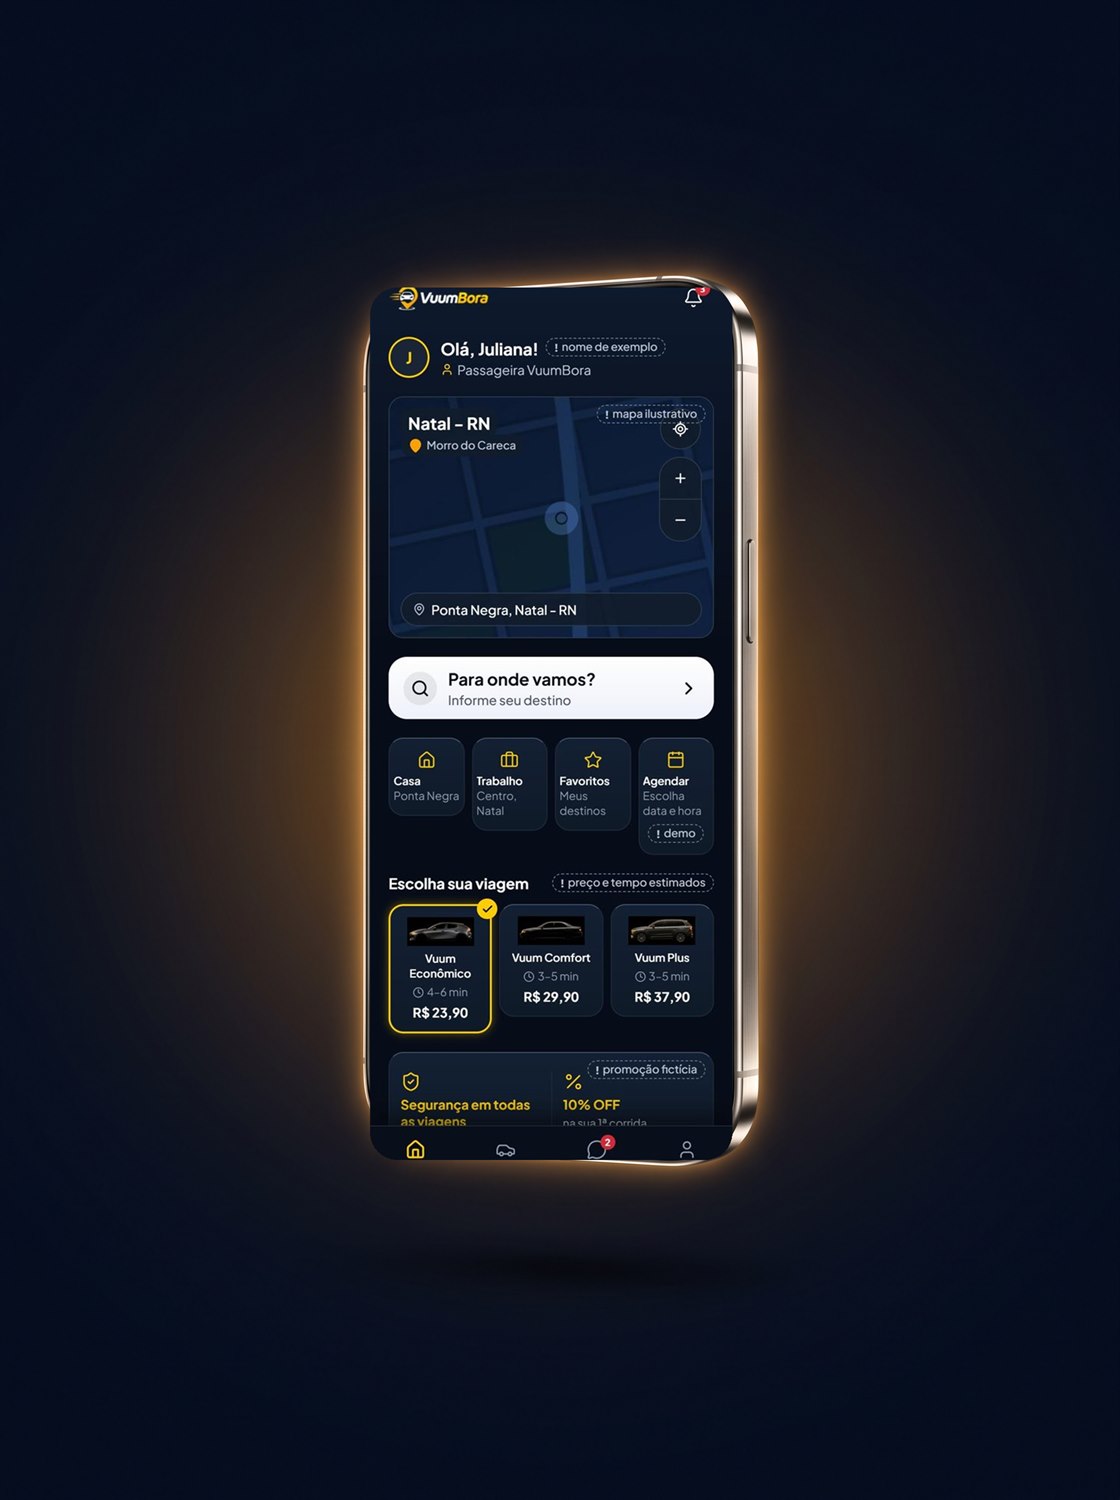 VuumBora
3
J
Olá, Juliana!
! nome de exemplo
Passageira VuumBora
Natal – RN
! mapa ilustrativo
Morro do Careca
+
−
Ponta Negra, Natal – RN
Para onde vamos?
Informe seu destino
Casa
Ponta Negra
Trabalho
Centro,
Natal
Favoritos
Meus
destinos
Agendar
Escolha
data e hora
! demo
Escolha sua viagem
! preço e tempo estimados
Vuum
Econômico
4–6 min
R$ 23,90
Vuum Comfort
3–5 min
R$ 29,90
Vuum Plus
3–5 min
R$ 37,90
! promoção fictícia
Segurança em todas
as viagens
10% OFF
na sua 1ª corrida
2